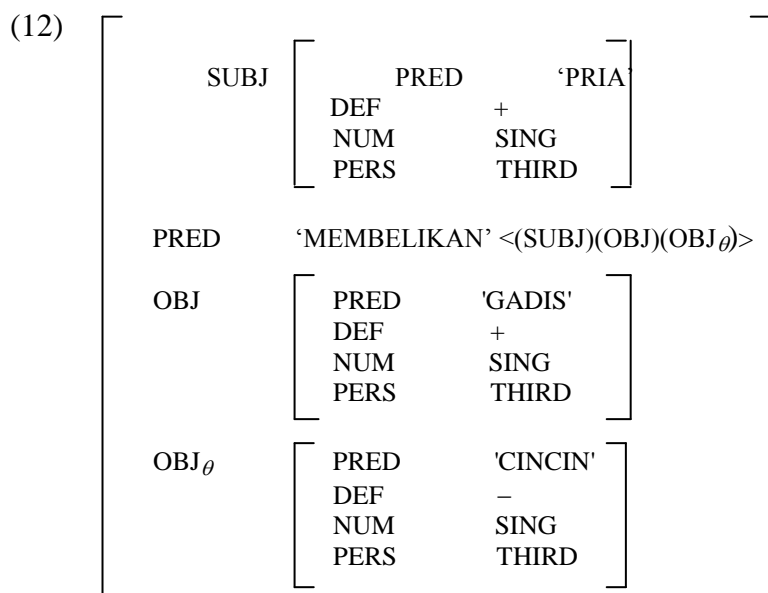 (12)
SUBJ PRED ‘PRIA’
DEF +
NUM SING
PERS THIRD
PRED ‘MEMBELIKAN’ <(SUBJ)(OBJ)(OBJθ)>
OBJ PRED 'GADIS'
DEF +
NUM SING
PERS THIRD
OBJθ PRED 'CINCIN'
DEF –
NUM SING
PERS THIRD